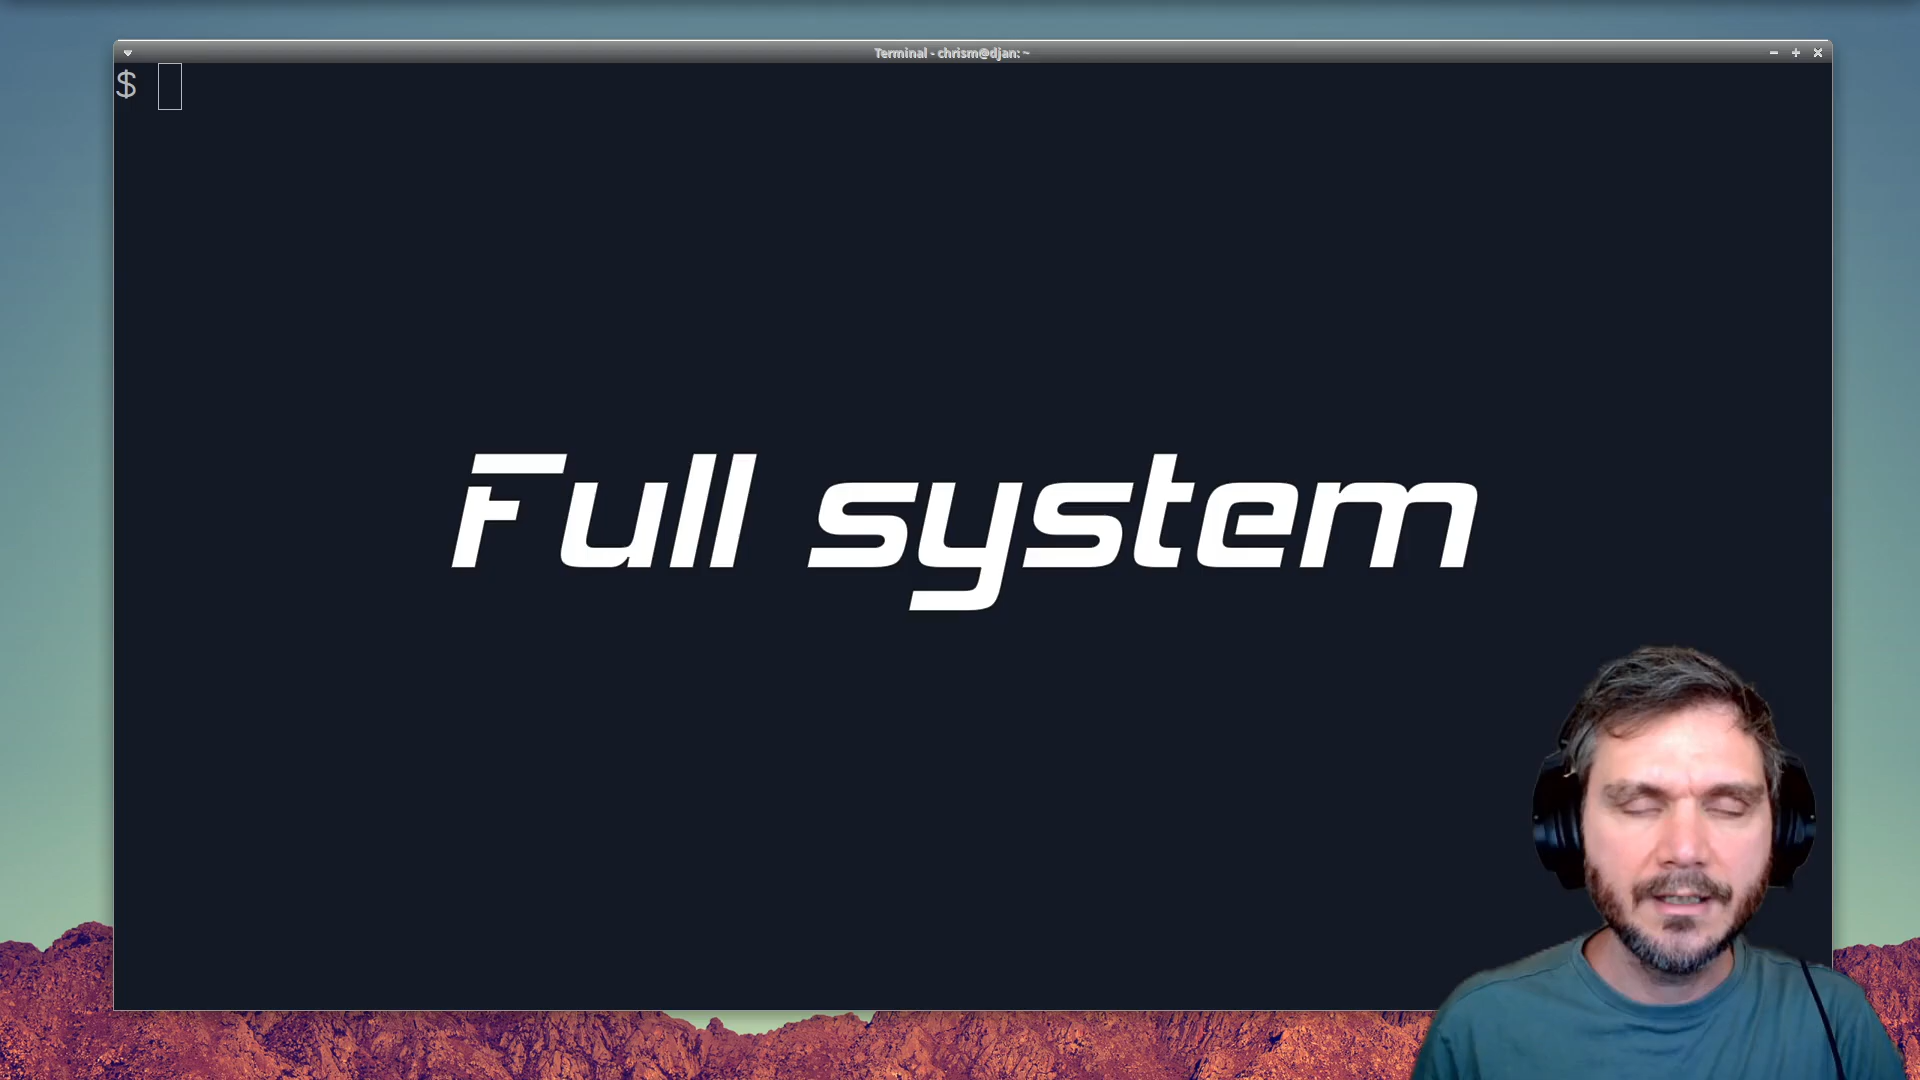 Terminal - chrism@djan: ~
$
Full system